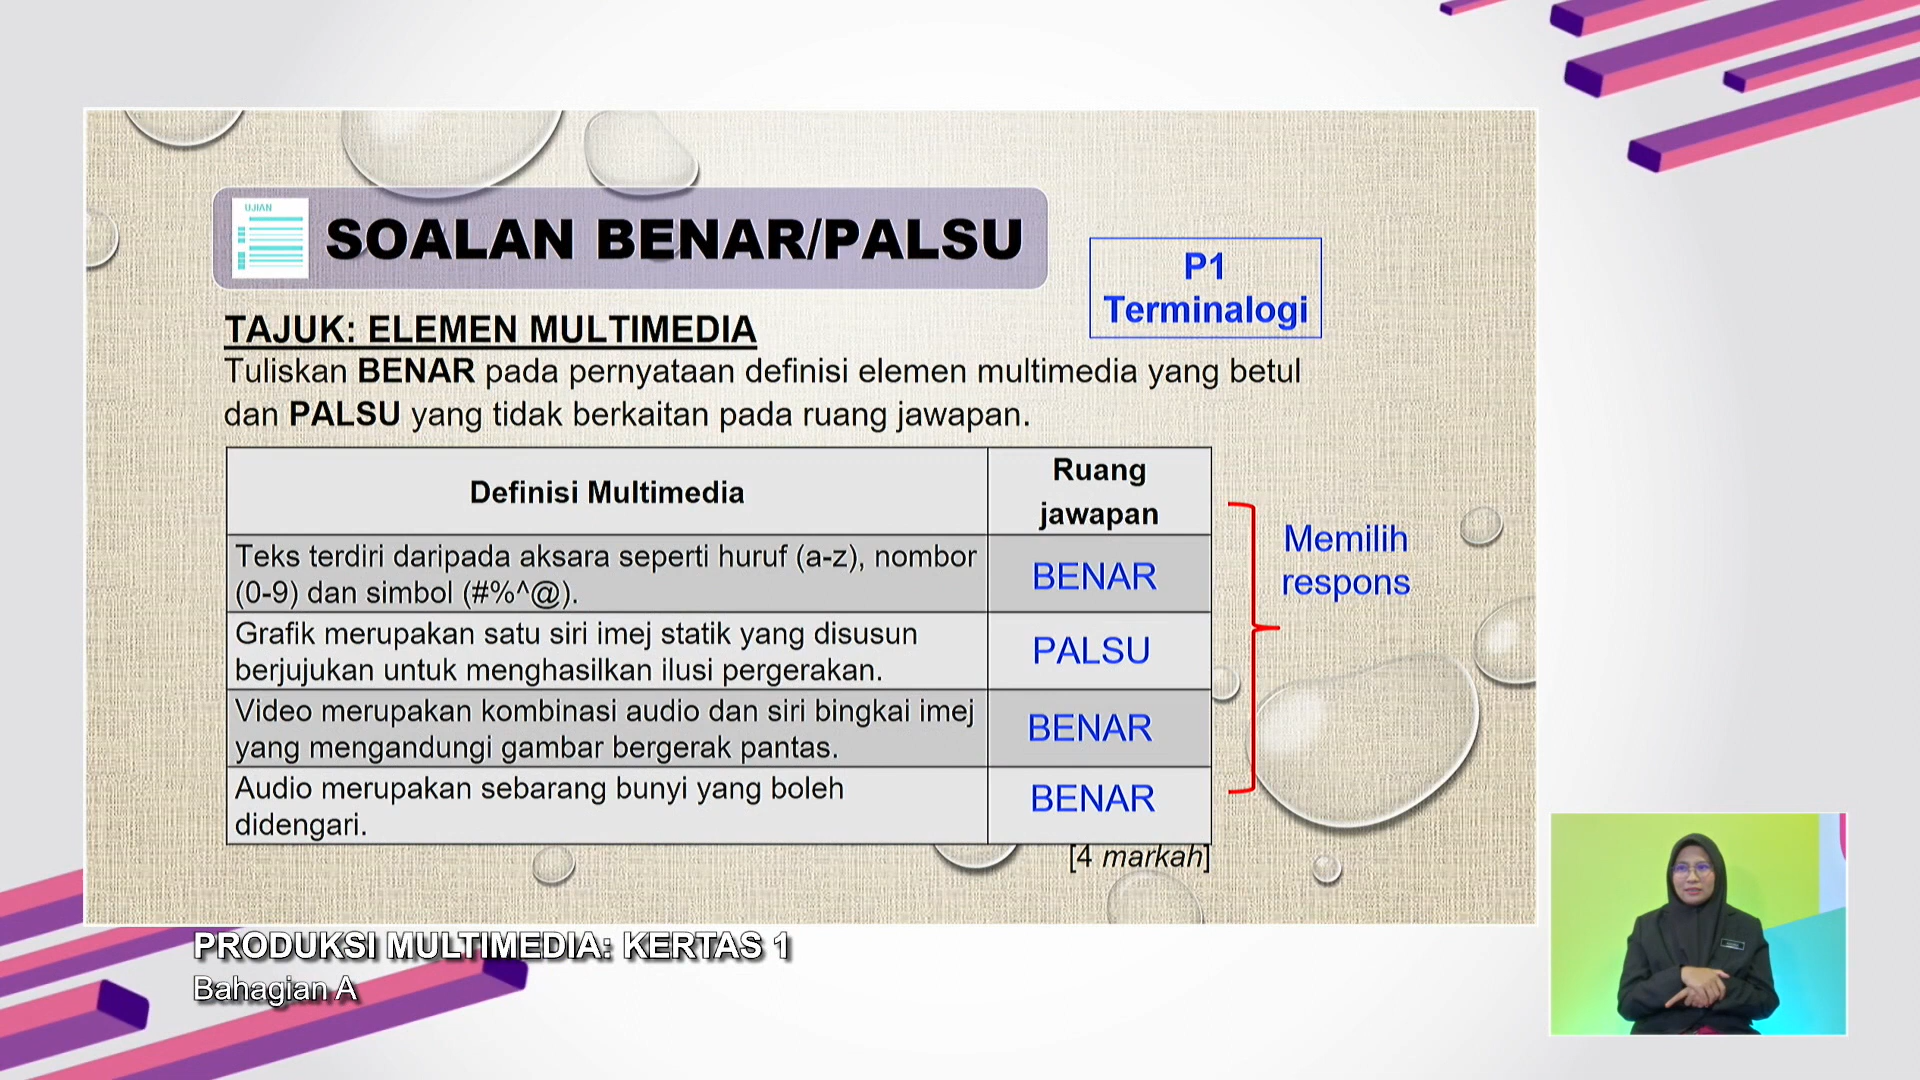 UJIAN
SOALAN BENAR/PALSU
P1
Terminalogi
TAJUK: ELEMEN MULTIMEDIA
Tuliskan BENAR pada pernyataan definisi elemen multimedia yang betul
dan PALSU yang tidak berkaitan pada ruang jawapan.
Definisi Multimedia
Ruang
jawapan
Teks terdiri daripada aksara seperti huruf (a-z), nombor
(0-9) dan simbol (#%^@).
BENAR
Grafik merupakan satu siri imej statik yang disusun
berjujukan untuk menghasilkan ilusi pergerakan.
PALSU
Video merupakan kombinasi audio dan siri bingkai imej
yang mengandungi gambar bergerak pantas.
BENAR
Audio merupakan sebarang bunyi yang boleh
didengari.
BENAR
Memilih
respons
[4 markah]
PRODUKSI MULTIMEDIA: KERTAS 1
Bahagian A